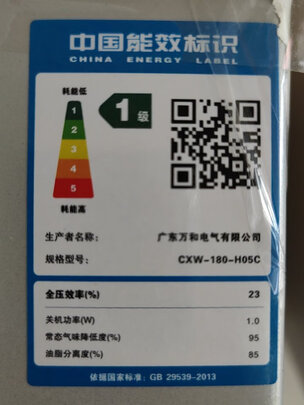 中国能效标识
CHINA ENERGY LABEL
耗能低
1
2
3
4
5
耗能高
1级
生产者名称: 广东万和电气有限公司
规格型号: CXW-180-H05C
全压效率(%) 23
关机功率(W) 1.0
常态气味降低度(%) 95
油脂分离度(%) 85
依据国家标准: GB 29539-2013